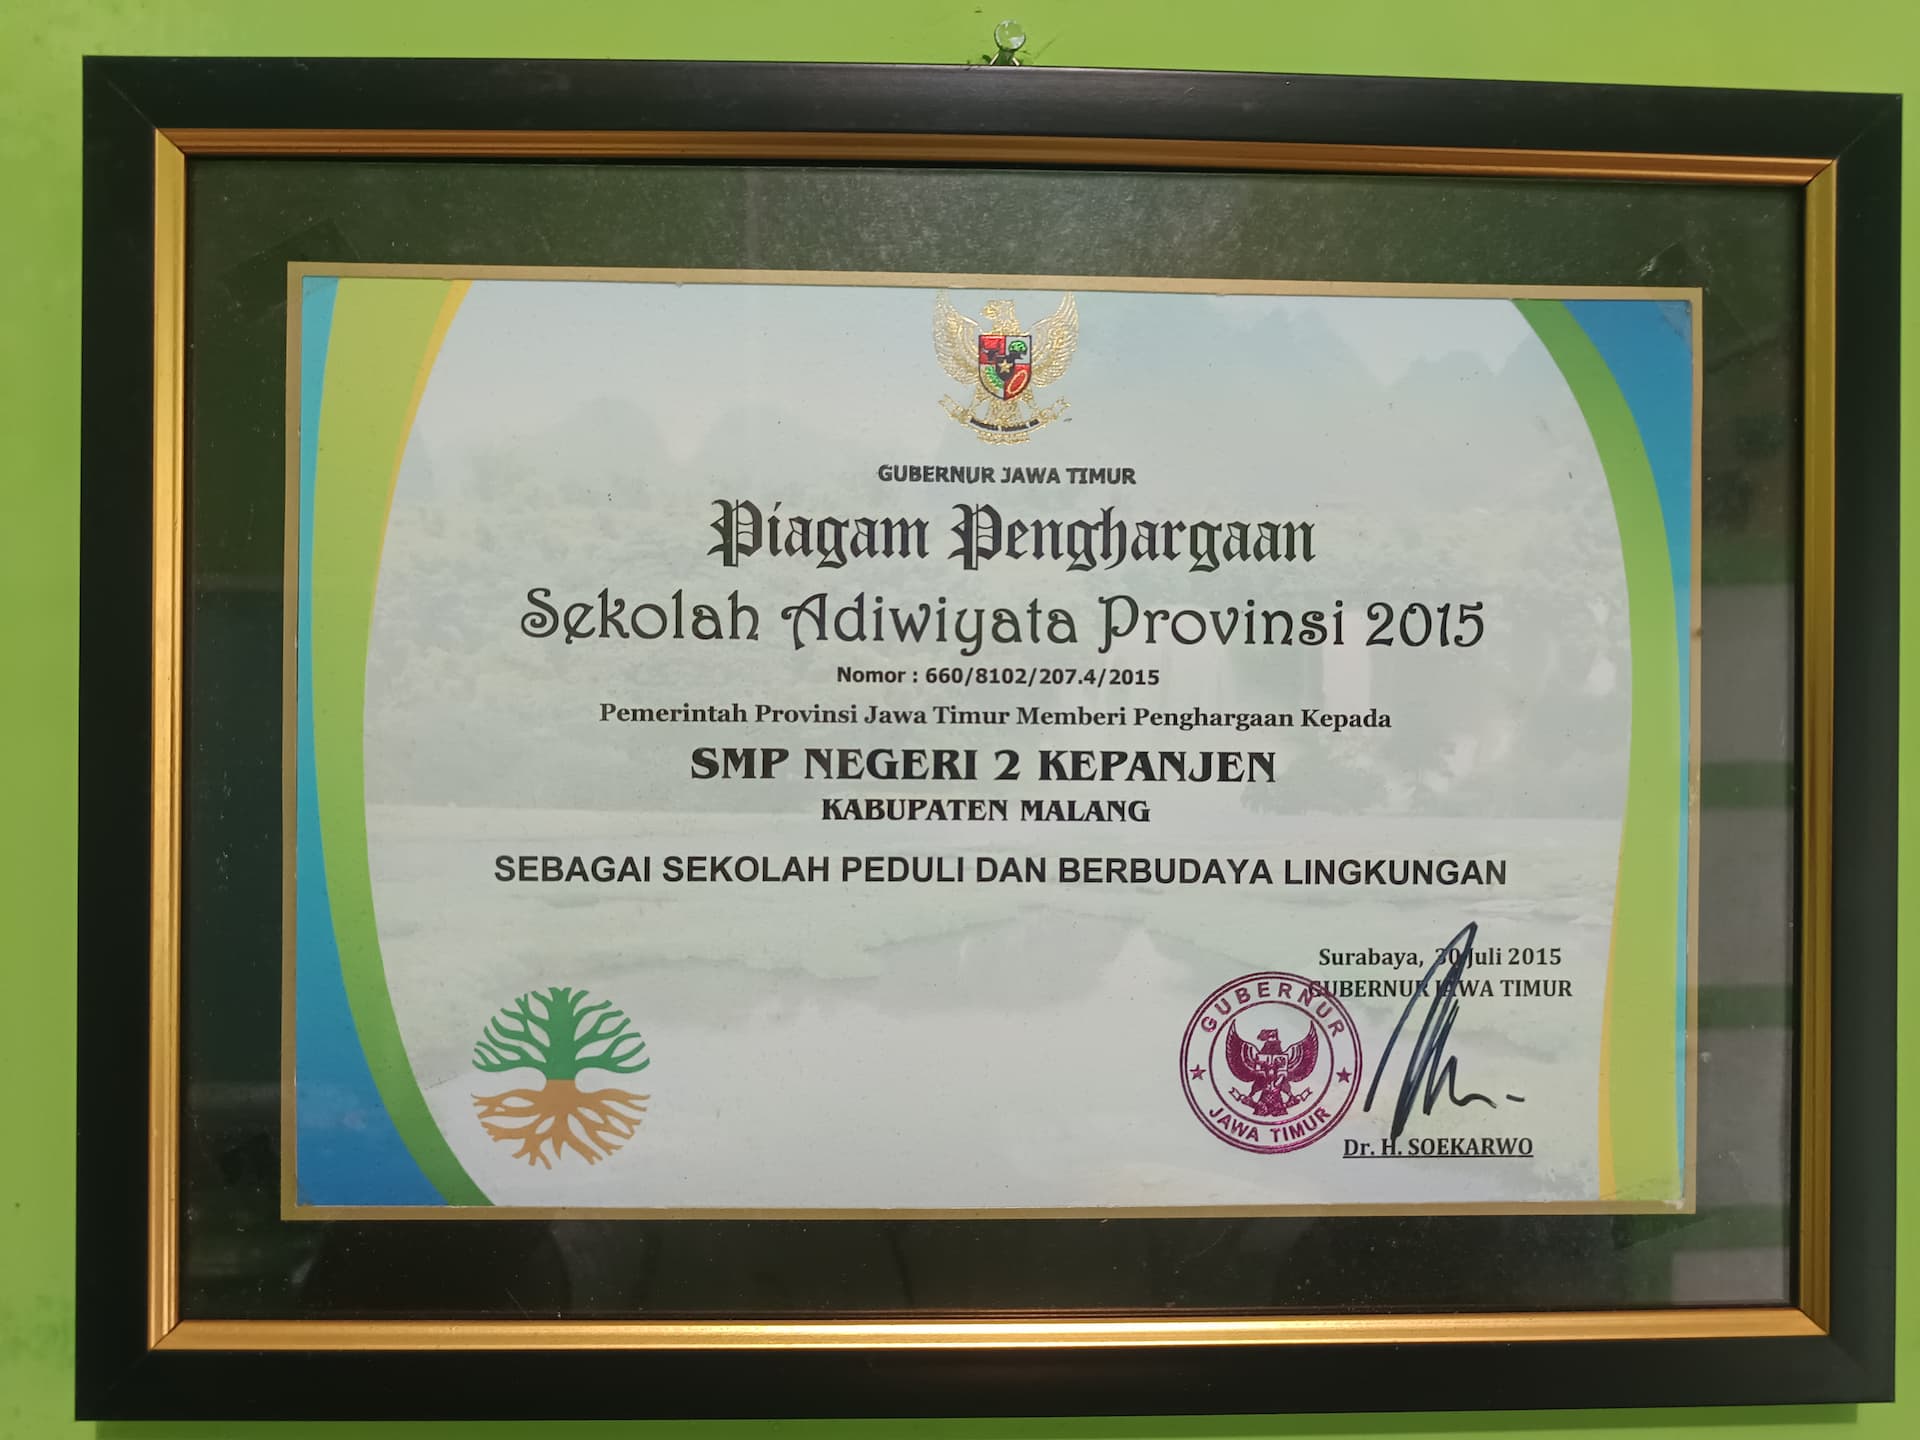 GUBERNUR JAWA TIMUR
Piagam Penghargaan
Sekolah Adiwiyata Provinsi 2015
Nomor : 660/8102/207.4/2015
Pemerintah Provinsi Jawa Timur Memberi Penghargaan Kepada
SMP NEGERI 2 KEPANJEN
KABUPATEN MALANG
SEBAGAI SEKOLAH PEDULI DAN BERBUDAYA LINGKUNGAN
Surabaya, 30 Juli 2015
GUBERNUR JAWA TIMUR
GUBERNUR
JAWA TIMUR
Dr. H. SOEKARWO